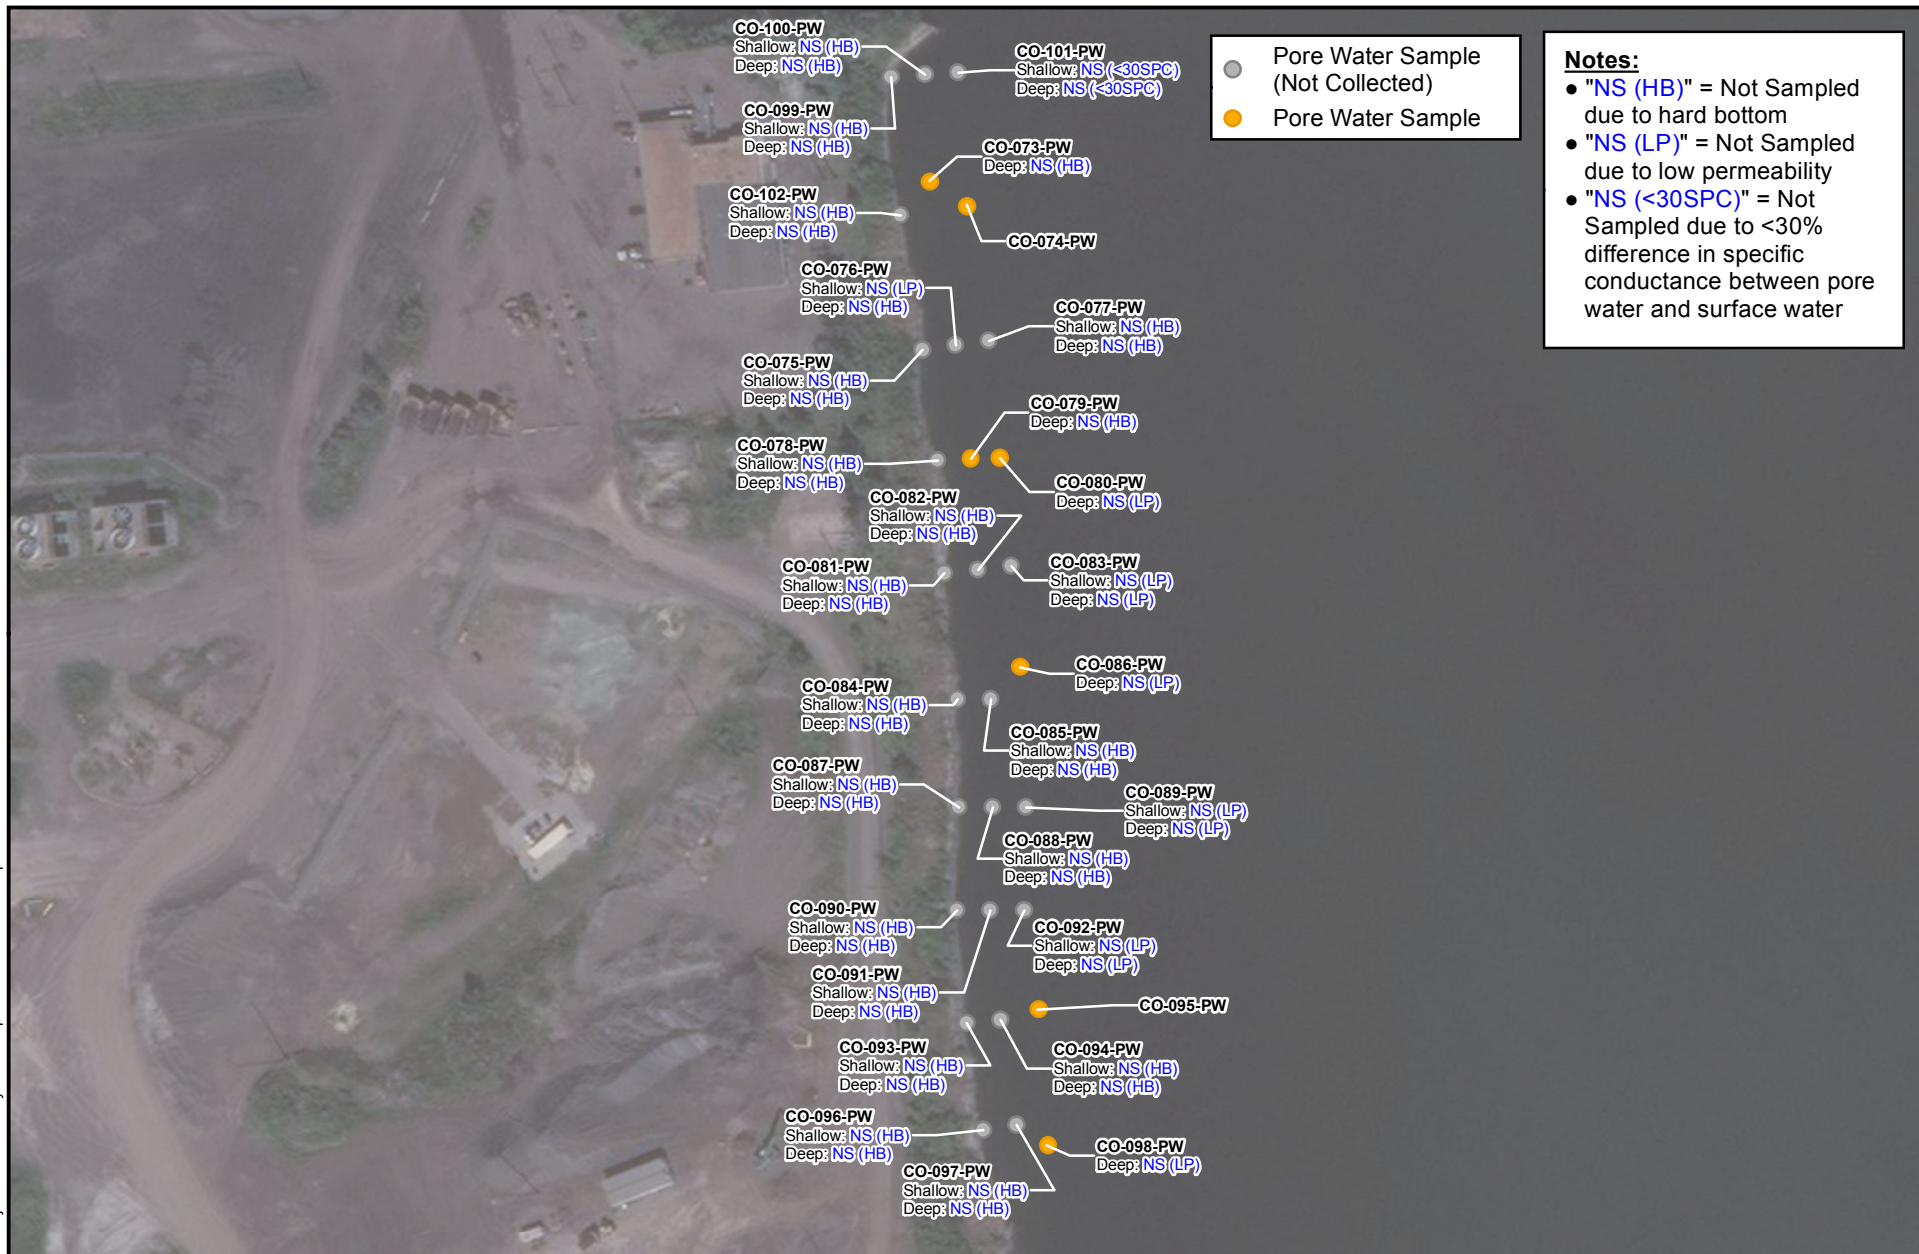 CO-100-PW
Shallow: NS (HB)
Deep: NS (HB)
CO-101-PW
Shallow: NS (<30SPC)
Deep: NS (<30SPC)
CO-099-PW
Shallow: NS (HB)
Deep: NS (HB)
CO-073-PW
Deep: NS (HB)
CO-102-PW
Shallow: NS (HB)
Deep: NS (HB)
CO-074-PW
CO-076-PW
Shallow: NS (LP)
Deep: NS (HB)
CO-077-PW
Shallow: NS (HB)
Deep: NS (HB)
CO-075-PW
Shallow: NS (HB)
Deep: NS (HB)
CO-079-PW
Deep: NS (HB)
CO-078-PW
Shallow: NS (HB)
Deep: NS (HB)
CO-080-PW
Deep: NS (LP)
CO-082-PW
Shallow: NS (HB)
Deep: NS (HB)
CO-081-PW
Shallow: NS (HB)
Deep: NS (HB)
CO-083-PW
Shallow: NS (LP)
Deep: NS (LP)
CO-086-PW
Deep: NS (LP)
CO-084-PW
Shallow: NS (HB)
Deep: NS (HB)
CO-085-PW
Shallow: NS (HB)
Deep: NS (HB)
CO-087-PW
Shallow: NS (HB)
Deep: NS (HB)
CO-089-PW
Shallow: NS (LP)
Deep: NS (LP)
CO-088-PW
Shallow: NS (HB)
Deep: NS (HB)
CO-090-PW
Shallow: NS (HB)
Deep: NS (HB)
CO-092-PW
Shallow: NS (LP)
Deep: NS (LP)
CO-091-PW
Shallow: NS (HB)
Deep: NS (HB)
CO-095-PW
CO-093-PW
Shallow: NS (HB)
Deep: NS (HB)
CO-094-PW
Shallow: NS (HB)
Deep: NS (HB)
CO-096-PW
Shallow: NS (HB)
Deep: NS (HB)
CO-098-PW
Deep: NS (LP)
CO-097-PW
Shallow: NS (HB)
Deep: NS (HB)
Pore Water Sample
(Not Collected)
Pore Water Sample
Notes:
● "NS (HB)" = Not Sampled
due to hard bottom
● "NS (LP)" = Not Sampled
due to low permeability
● "NS (<30SPC)" = Not
Sampled due to <30%
difference in specific
conductance between pore
water and surface water